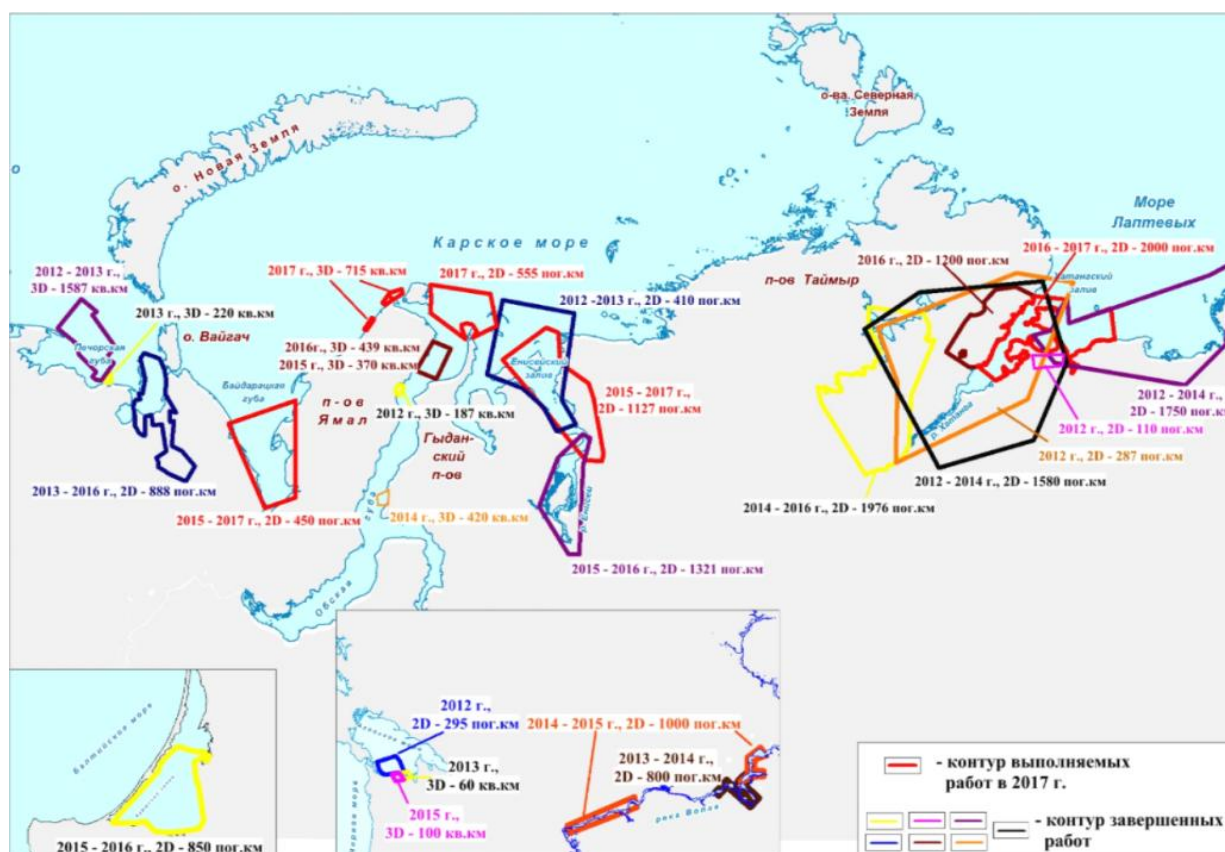 о-ва. Северная
Земля
о. Новая Земля
о
Море
Лаптевых
Карское море
2016 - 2017 г., 2D - 2000 пог.км
2012 - 2013 г.,
3D - 1587 кв.км
2017 г., 3D - 715 кв.км
2017 г., 2D - 555 пог.км
2016 г., 2D - 1200 пог.км
Хатангский
залив
п-ов Таймыр
2013 г., 3D - 220 кв.км
2012 -2013 г., 2D - 410 пог.км
о. Вайгач
Печорская
губа
2016г., 3D - 439 кв.км
2015 г., 3D - 370 кв.км
Енисейский
залив
Байдарацкая
губа
п - ов
Ямал
2012 г., 3D - 187 кв.км
2015 - 2017 г.,
2D - 1127 пог.км
2012 - 2014 г.,
2D - 1750 пог.км
р. Хатанга
2012 г., 2D - 110 пог.км
Гыдан-
ский
п-ов
2012 г., 2D - 287 пог.км
2013 - 2016 г., 2D - 888 пог.км
2012 - 2014 г., 2D - 1580 пог.км
2014 - 2016 г., 2D - 1976 пог.км
2015 - 2017 г., 2D - 450 пог.км
2014 г., 3D - 420 кв.км
р. Енисей
2015 - 2016 г., 2D - 1321 пог.км
Обская
губа
Балтийское море
2015 - 2016 г., 2D - 850 пог.км
2012 г.,
2D - 295 пог.км
2014 - 2015 г., 2D - 1000 пог.км
2013 - 2014 г.,
2D - 800 пог.км
2013 г.,
3D - 60 кв.км
2015 г.,
3D - 100 кв.км
море
река Волга
- контур выполняемых
работ в 2017 г.
- контур завершенных
работ